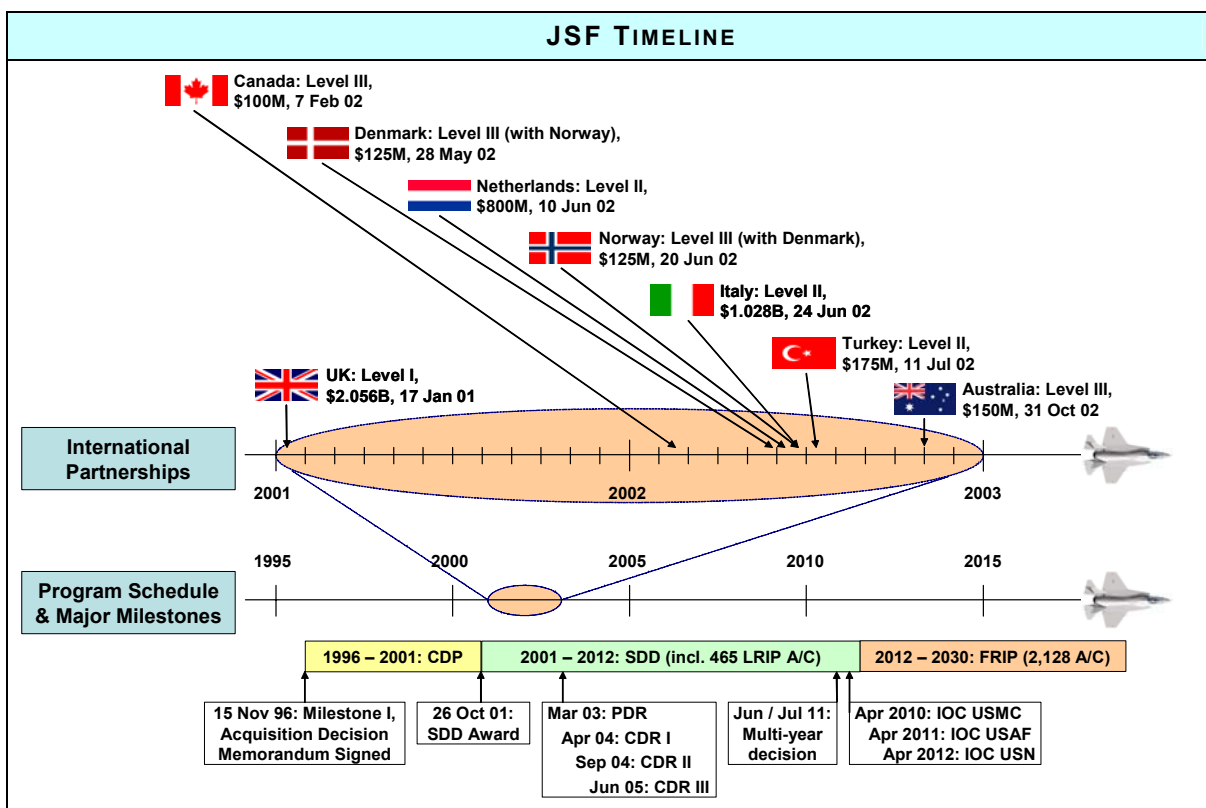 JSF TIMELINE
Canada: Level III,
$100M, 7 Feb 02
Denmark: Level III (with Norway),
$125M, 28 May 02
Netherlands: Level II,
$800M, 10 Jun 02
Norway: Level III (with Denmark),
$125M, 20 Jun 02
Italy: Level II,
$1.028B, 24 Jun 02
Turkey: Level II,
$175M, 11 Jul 02
UK: Level I,
$2.056B, 17 Jan 01
Australia: Level III,
$150M, 31 Oct 02
International
Partnerships
2001
2002
2003
1995
2000
2005
2010
2015
Program Schedule
& Major Milestones
1996 – 2001: CDP
2001 – 2012: SDD (incl. 465 LRIP A/C)
2012 – 2030: FRIP (2,128 A/C)
15 Nov 96: Milestone I,
Acquisition Decision
Memorandum Signed
26 Oct 01:
SDD Award
Mar 03: PDR
Apr 04: CDR I
Sep 04: CDR II
Jun 05: CDR III
Jun / Jul 11:
Multi-year
decision
Apr 2010: IOC USMC
Apr 2011: IOC USAF
Apr 2012: IOC USN